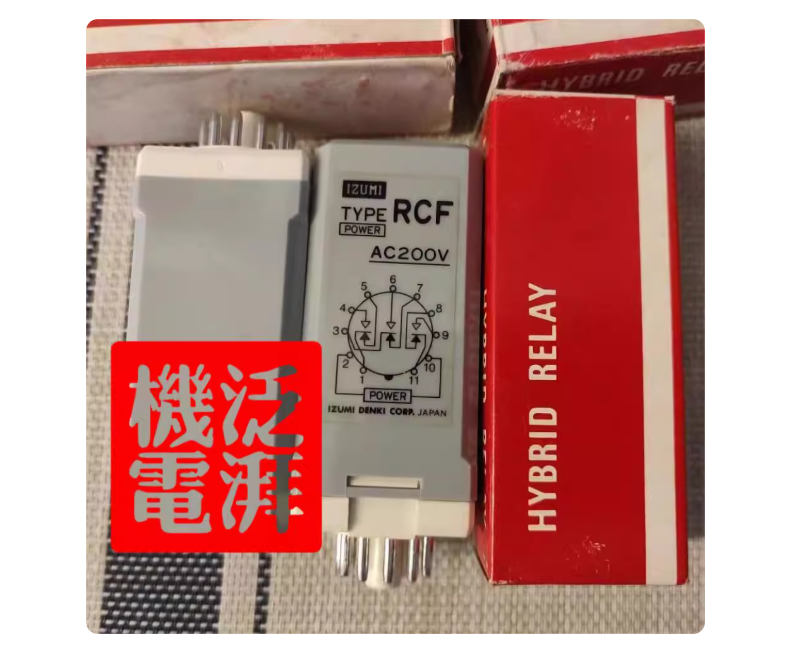 HYBRID REL
IZUMI
TYPE RCF
POWER
AC200V
6
5
7
4
8
3
9
2
10
1
11
POWER
IZUMI DENKI CORP. JAPAN
HYBRID RELAY
機泛
電湃